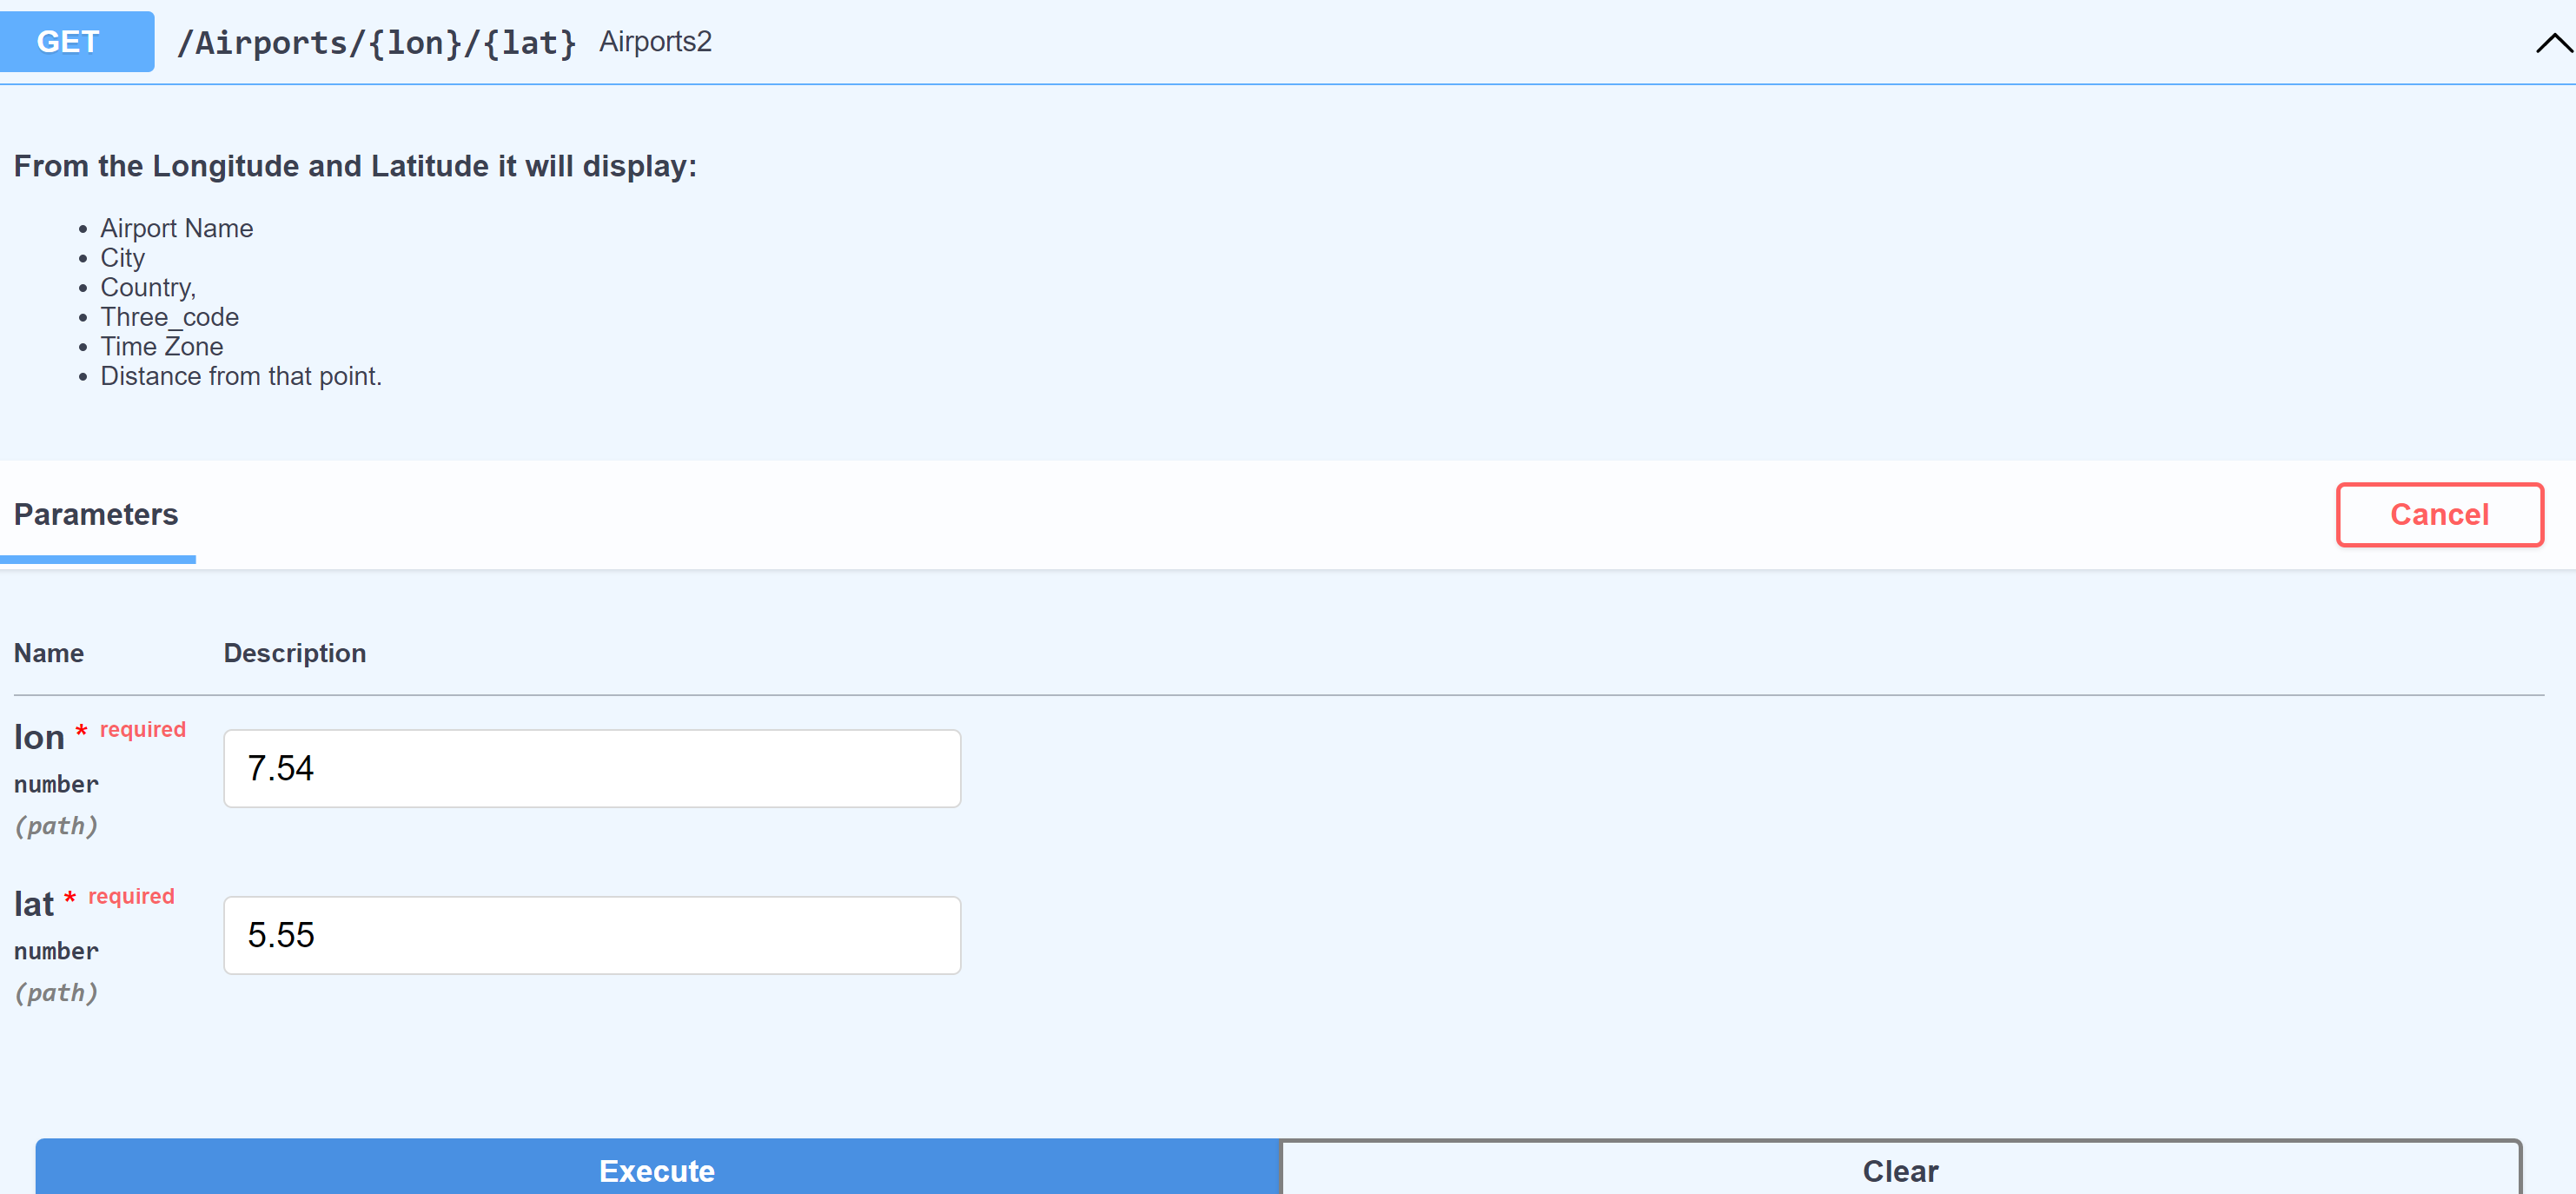 GET /Airports/{lon}/{lat} Airports2
From the Longitude and Latitude it will display:
• Airport Name
• City
• Country,
• Three_code
• Time Zone
• Distance from that point.
Parameters
Cancel
Name Description
lon * required
number
(path)
7.54
lat * required
number
(path)
5.55
Execute
Clear